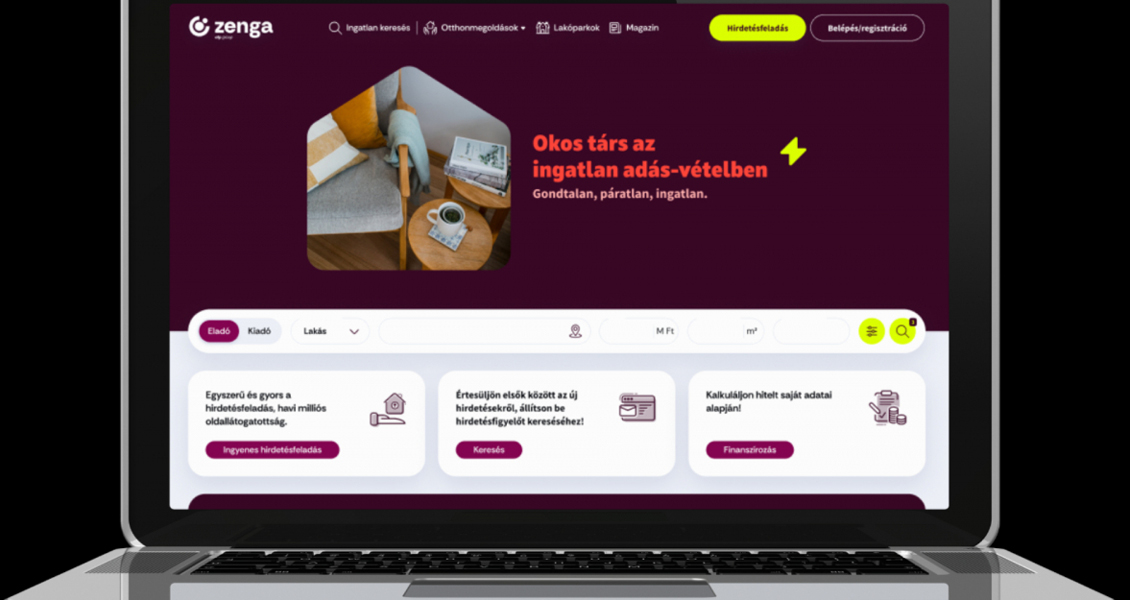 zenga
Ingatlan keresés
Otthonmegoldások
Lakóparkok
Magazin
Hirdetésfeladás
Belépés/regisztráció
Okos társ az
ingatlan adás-vételben
Gondtalan, páratlan, ingatlan.
Eladó
Kiadó
Lakás
M Ft
m²
Egyszerű és gyors a
hirdetésfeladás, havi milliós
oldallátogatottság.
Ingyenes hirdetésfeladás
Értesüljön elsők között az új
hirdetésekről, állítson be
hirdetésfigyelőt kereséséhez!
Keresés
Kalkuláljon hitelt saját adatai
alapján!
Finanszírozás